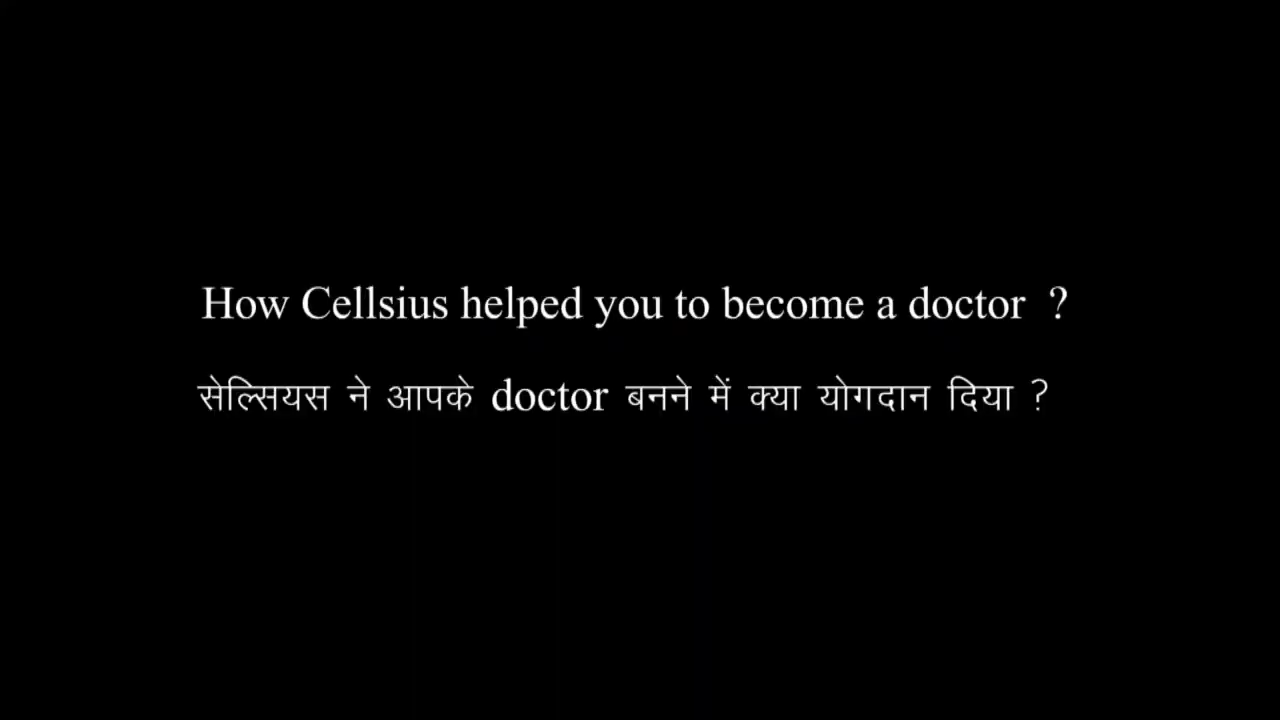 How Cellsius helped you to become a doctor ?
सेल्सियस ने आपके doctor बनने में क्या योगदान दिया ?